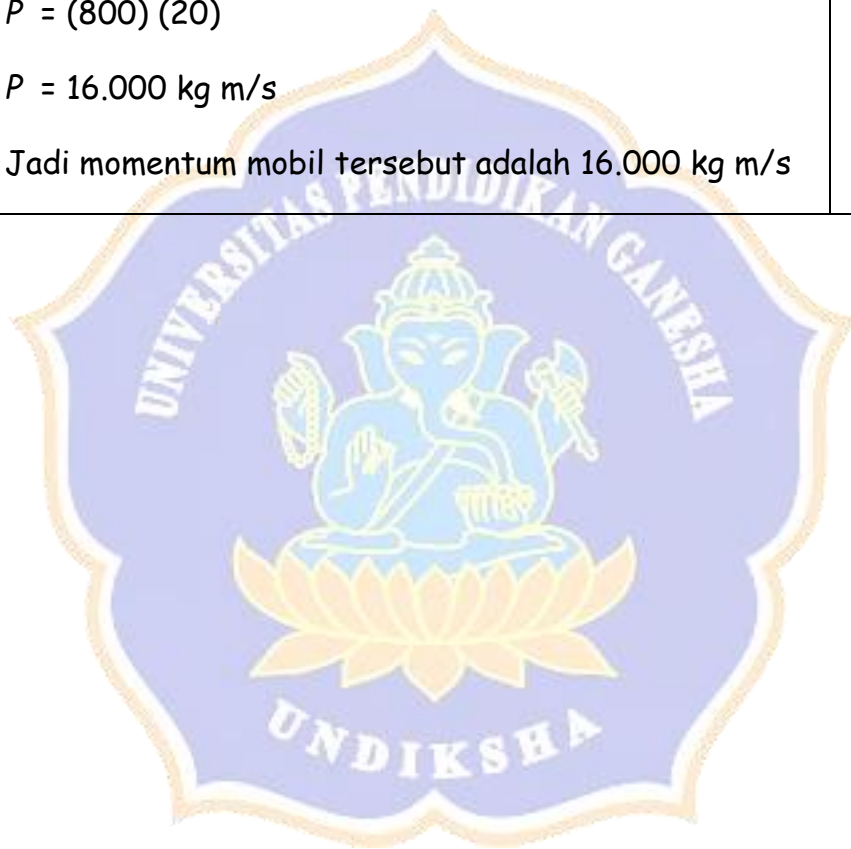 P = (800) (20)
P = 16.000 kg m/s
Jadi momentum mobil tersebut adalah 16.000 kg m/s
UNIVERSITAS PENDIDIKAN GANESHA
UNDIKSHA